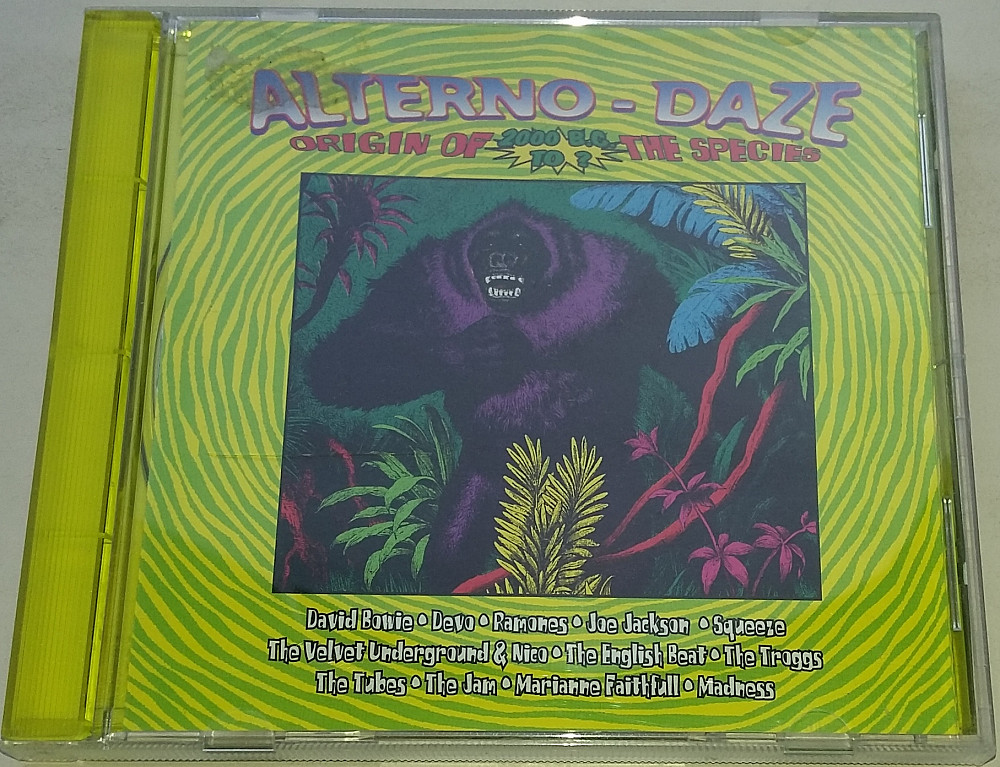 ALTERNO - DAZE
ORIGIN OF 2000 B.C. TO ? THE SPECIES
David Bowie • Devo • Ramones • Joe Jackson • Squeeze
The Velvet Underground & Nico • The English Beat • The Troggs
The Tubes • The Jam • Marianne Faithfull • Madness